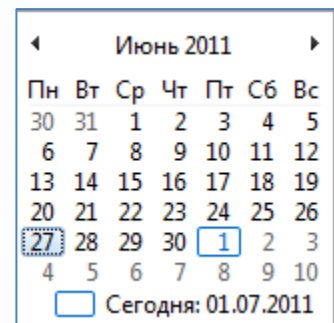 Июнь 2011
Пн Вт Ср Чт Пт Сб Вс
30 31 1 2 3 4 5
6 7 8 9 10 11 12
13 14 15 16 17 18 19
20 21 22 23 24 25 26
27 28 29 30 1 2 3
4 5 6 7 8 9 10
Сегодня: 01.07.2011